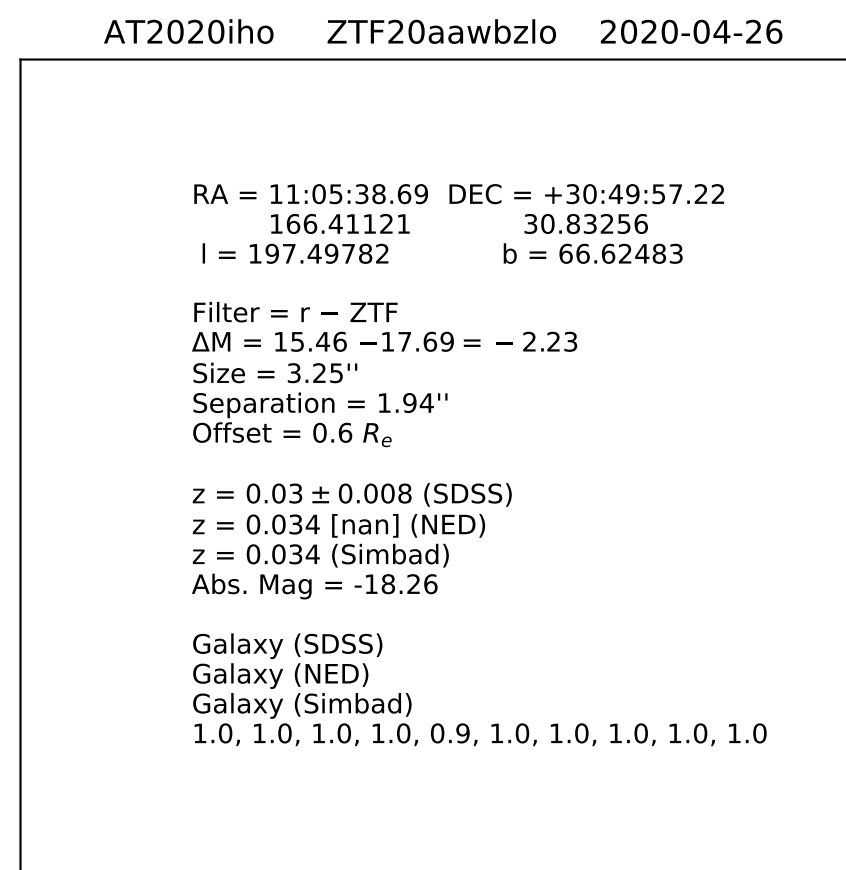 AT2020iho ZTF20aawbzlo 2020-04-26
RA = 11:05:38.69 DEC = +30:49:57.22
166.41121 30.83256
l = 197.49782 b = 66.62483
Filter = r − ZTF
ΔM = 15.46 −17.69 = − 2.23
Size = 3.25''
Separation = 1.94''
Offset = 0.6 Re
z = 0.03 ± 0.008 (SDSS)
z = 0.034 [nan] (NED)
z = 0.034 (Simbad)
Abs. Mag = -18.26
Galaxy (SDSS)
Galaxy (NED)
Galaxy (Simbad)
1.0, 1.0, 1.0, 1.0, 0.9, 1.0, 1.0, 1.0, 1.0, 1.0